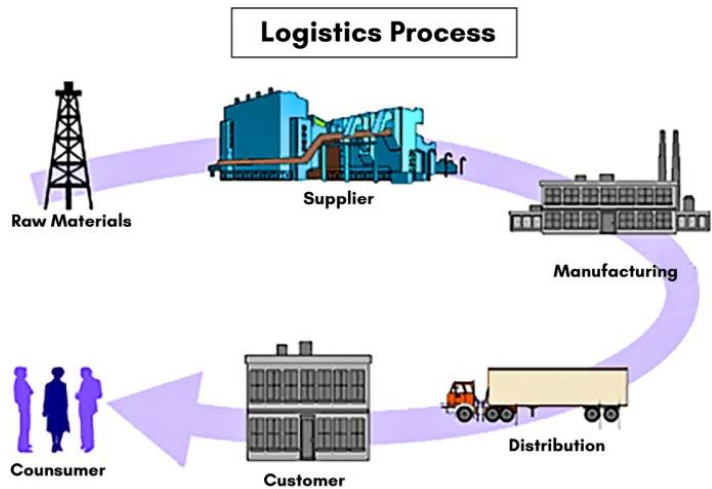 Logistics Process
Raw Materials
Supplier
Manufacturing
Distribution
Customer
Counsumer